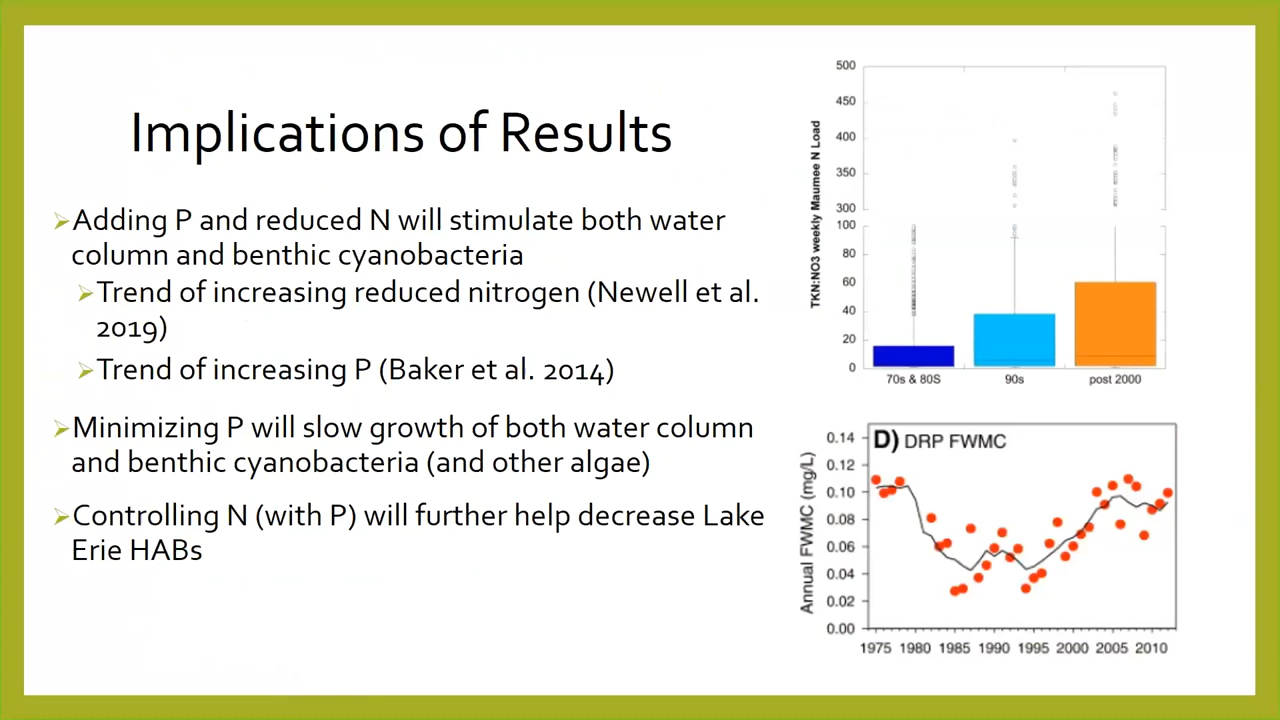 Implications of Results
➢Adding P and reduced N will stimulate both water
column and benthic cyanobacteria
➢Trend of increasing reduced nitrogen (Newell et al.
2019)
➢Trend of increasing P (Baker et al. 2014)
➢Minimizing P will slow growth of both water column
and benthic cyanobacteria (and other algae)
➢Controlling N (with P) will further help decrease Lake
Erie HABs
TKN:NO3 weekly Maumee N Load
500
450
400
350
300
100
80
60
40
20
0
70s & 80S 90s post 2000
D) DRP FWMC
Annual FWMC (mg/L)
0.14
0.12
0.10
0.08
0.06
0.04
0.02
0.00
1975 1980 1985 1990 1995 2000 2005 2010